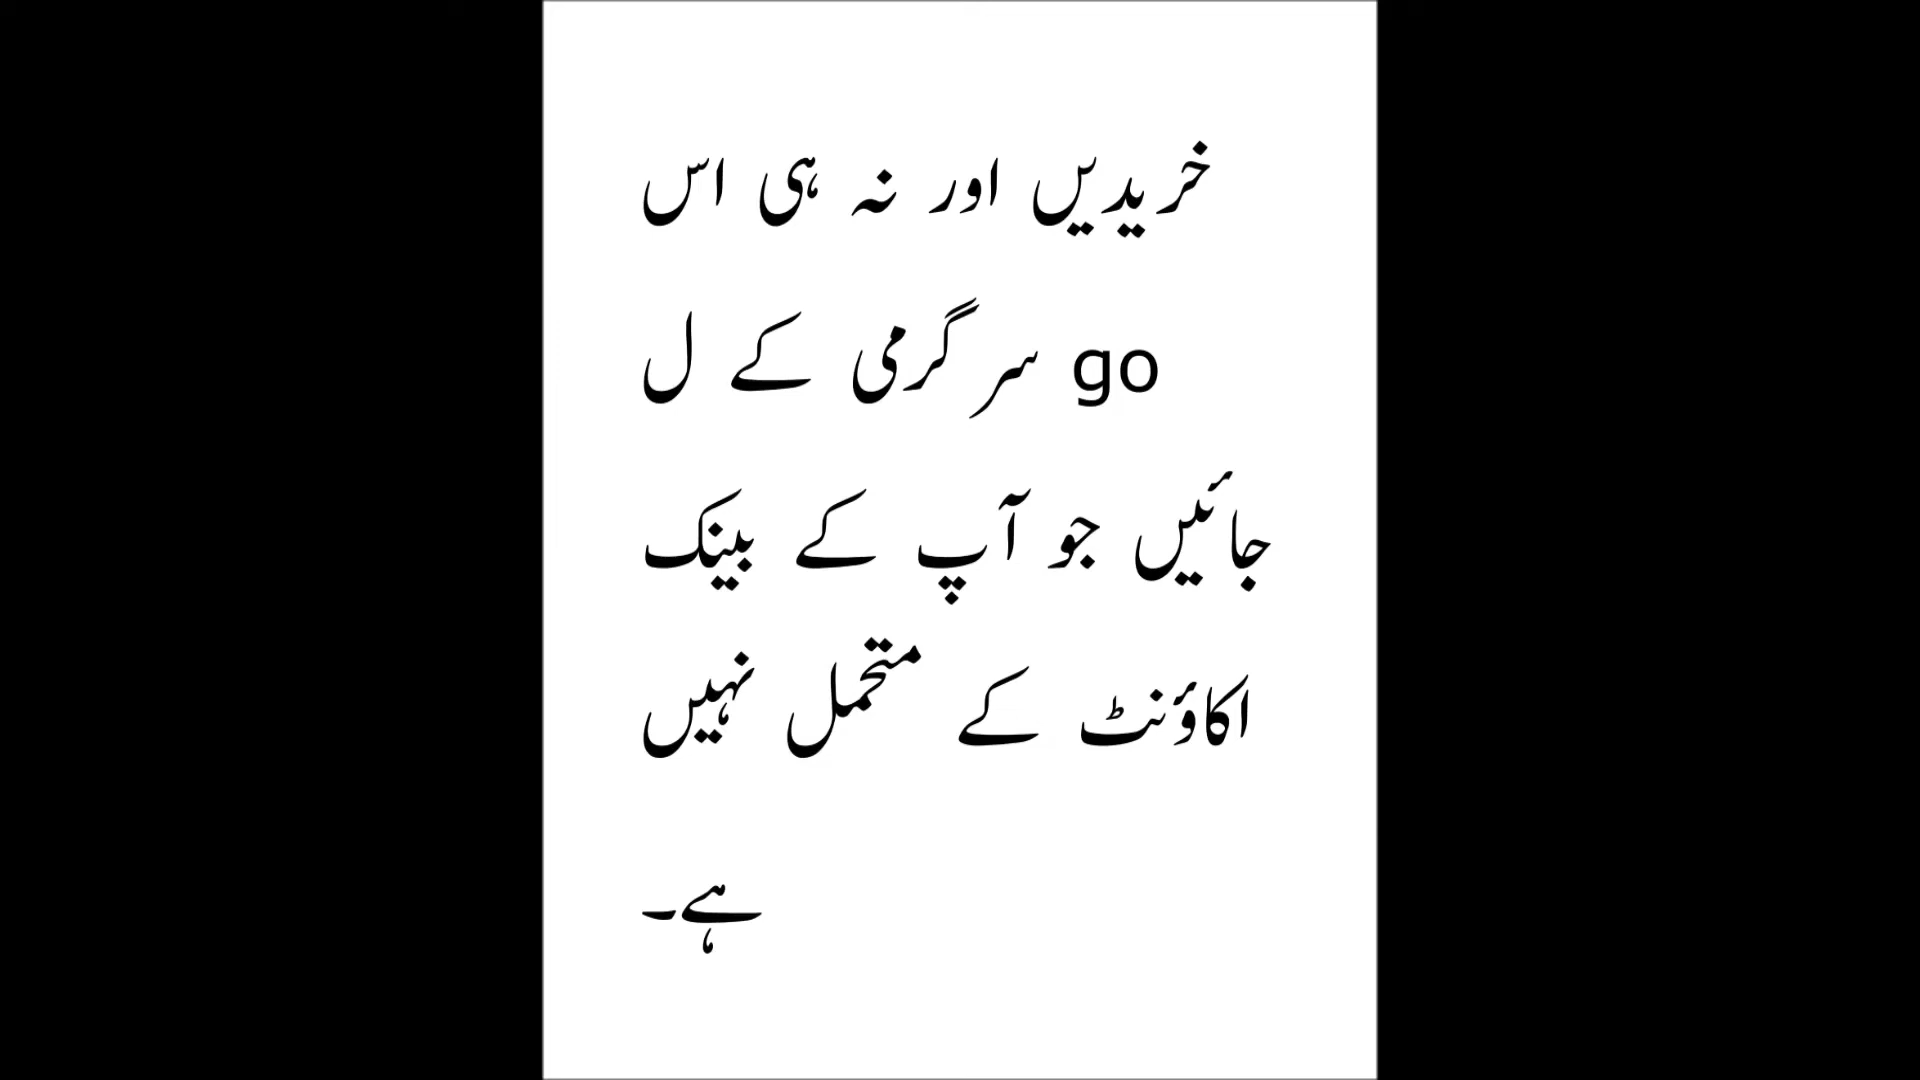 خریدیں اور نہ ہی اس
go سرگرمی کے ل
جائیں جو آپ کے بینک
اکاؤنٹ کے متحمل نہیں
ہے۔